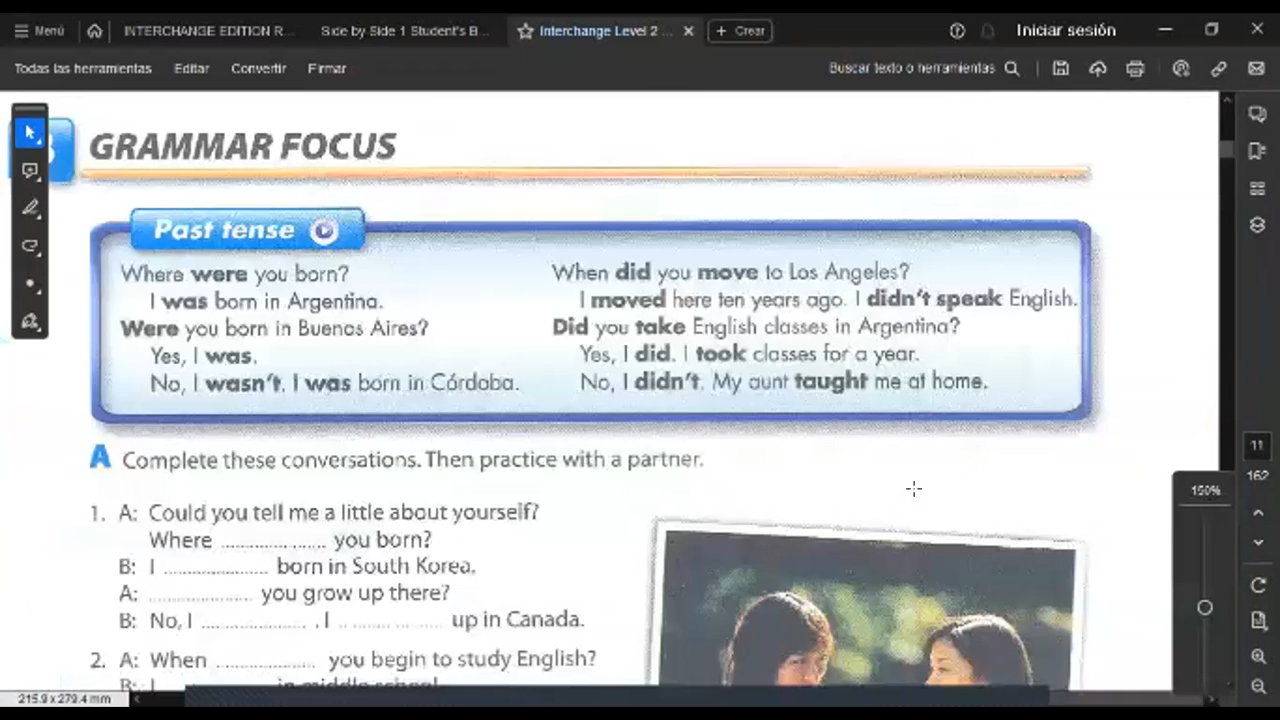 Menú
INTERCHANGE EDITION R...
Side by Side 1 Student's B...
Interchange Level 2 ...
+ Crear
Iniciar sesión
Todas las herramientas
Editar
Convertir
Firmar
Buscar texto o herramientas
GRAMMAR FOCUS
Past tense
Where were you born?
I was born in Argentina.
Were you born in Buenos Aires?
Yes, I was.
No, I wasn't. I was born in Córdoba.
When did you move to Los Angeles?
I moved here ten years ago. I didn't speak English.
Did you take English classes in Argentina?
Yes, I did. I took classes for a year.
No, I didn't. My aunt taught me at home.
A Complete these conversations. Then practice with a partner.
1. A: Could you tell me a little about yourself?
Where .................... you born?
B: I .................... born in South Korea.
A: .................... you grow up there?
B: No, I .................... . I .................... up in Canada.
2. A: When .................... you begin to study English?
B: I .................... in middle school
11
162
150%
215.9 x 279.4 mm